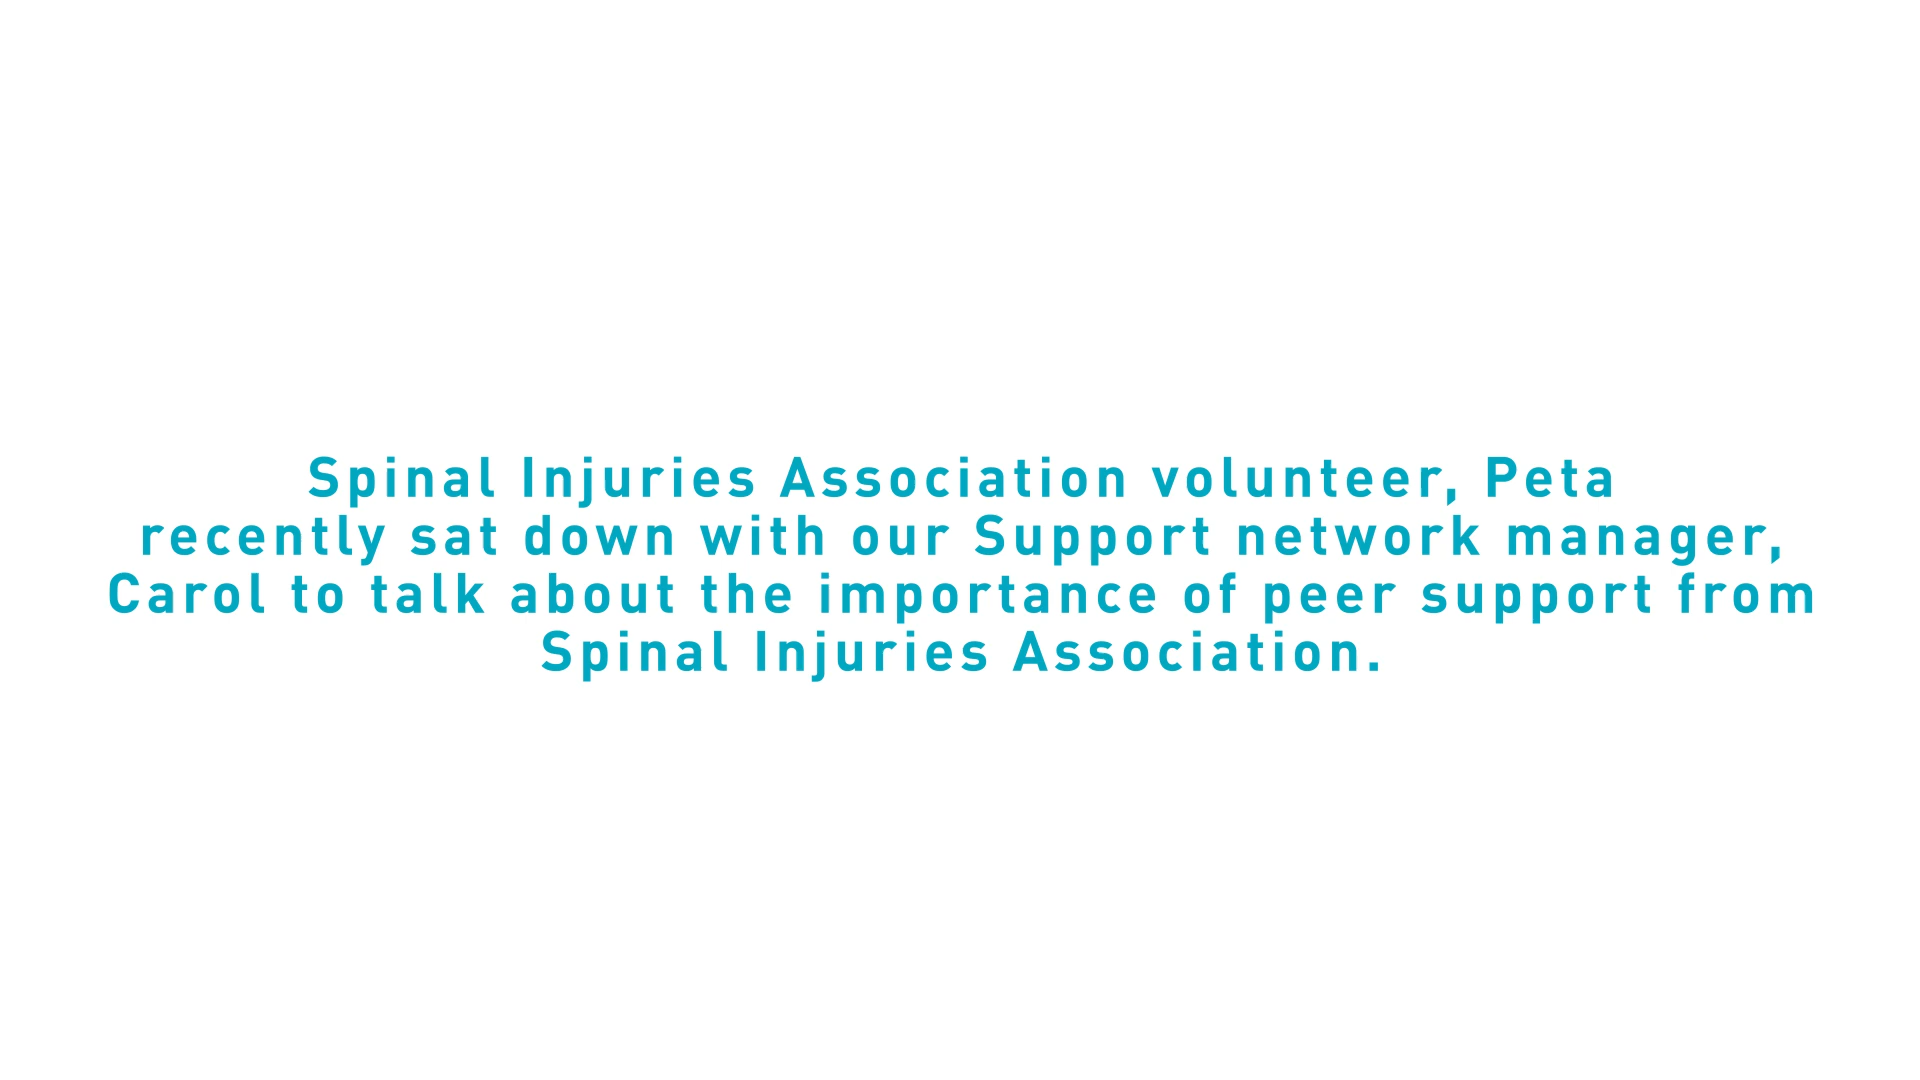 Spinal Injuries Association volunteer, Peta
recently sat down with our Support network manager,
Carol to talk about the importance of peer support from
Spinal Injuries Association.